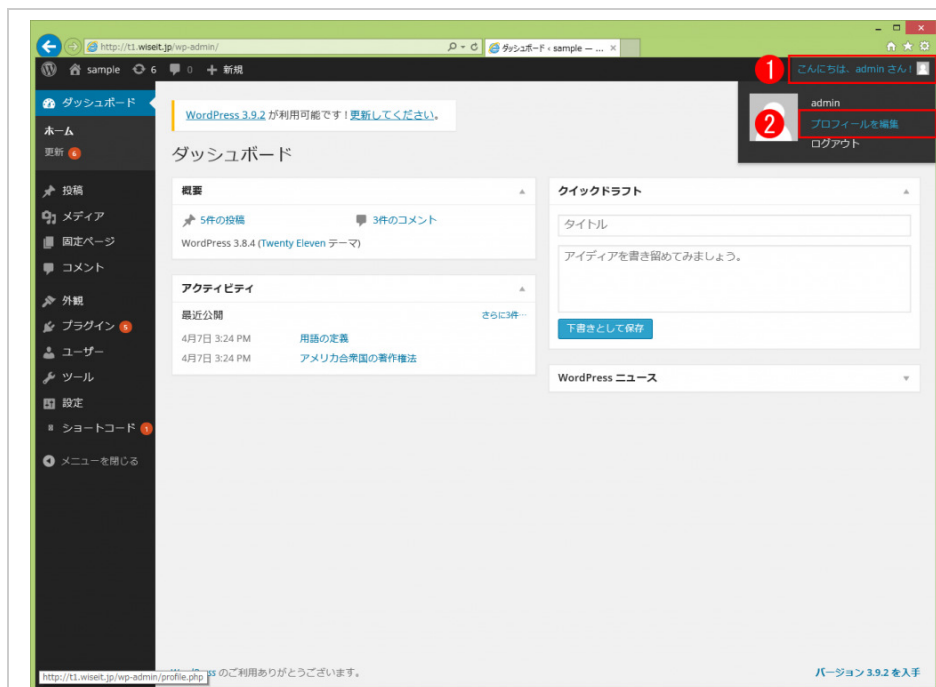 http://t1.wiseit.jp/wp-admin/
ダッシュボード ‹ sample — ...
sample 6 0 + 新規
1 こんにちは、admin さん!
admin
2 プロフィールを編集
ログアウト
ダッシュボード
ホーム
更新 6
投稿
メディア
固定ページ
コメント
外観
プラグイン 5
ユーザー
ツール
設定
ショートコード 1
メニューを閉じる
WordPress 3.9.2 が利用可能です ! 更新してください。
ダッシュボード
概要
5件の投稿 3件のコメント
WordPress 3.8.4 (Twenty Eleven テーマ)
アクティビティ
最近公開 さらに3件…
4月7日 3:24 PM 用語の定義
4月7日 3:24 PM アメリカ合衆国の著作権法
クイックドラフト
タイトル
アイディアを書き留めてみましょう。
下書きとして保存
WordPress ニュース
のご利用ありがとうございます。
バージョン 3.9.2 を入手
http://t1.wiseit.jp/wp-admin/profile.php